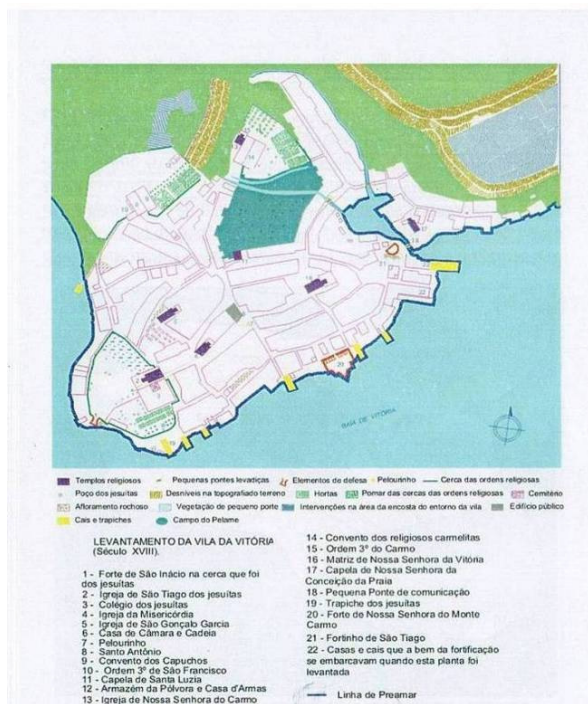 BAIA DE VITÓRIA
Templos religiosos
Pequenas pontes levatiças
Elementos de defesa
Pelourinho
Cerca das ordens religiosas
Poço dos jesuítas
Desníveis na topografiado terreno
Hortas
Pomar das cercas das ordens religiosas
Cemitério
Afloramento rochoso
Vegetação de pequeno porte
Intervenções na área da encosta do entorno da vila
Edifício público
Cais e trapiches
Campo do Pelame
LEVANTAMENTO DA VILA DA VITÓRIA
(Século XVIII).
1 - Forte de São Inácio na cerca que foi
dos jesuítas
2 - Igreja de São Tiago dos jesuítas
3 - Colégio dos jesuítas
4 - Igreja da Misericórdia
5 - Igreja de São Gonçalo Garcia
6 - Casa de Câmara e Cadeia
7 - Pelourinho
8 - Santo Antônio
9 - Convento dos Capuchos
10 - Ordem 3ª de São Francisco
11 - Capela de Santa Luzia
12 - Armazém da Pólvora e Casa d'Armas
13 - Igreja de Nossa Senhora do Carmo
14 - Convento dos religiosos carmelitas
15 - Ordem 3ª do Carmo
16 - Matriz de Nossa Senhora da Vitória
17 - Capela de Nossa Senhora da
Conceição da Praia
18 - Pequena Ponte de comunicação
19 - Trapiche dos jesuítas
20 - Forte de Nossa Senhora do Monte
Carmo
21 - Fortinho de São Tiago
22 - Casas e cais que a bem da fortificação
se embarcavam quando esta planta foi
levantada
Linha de Preamar